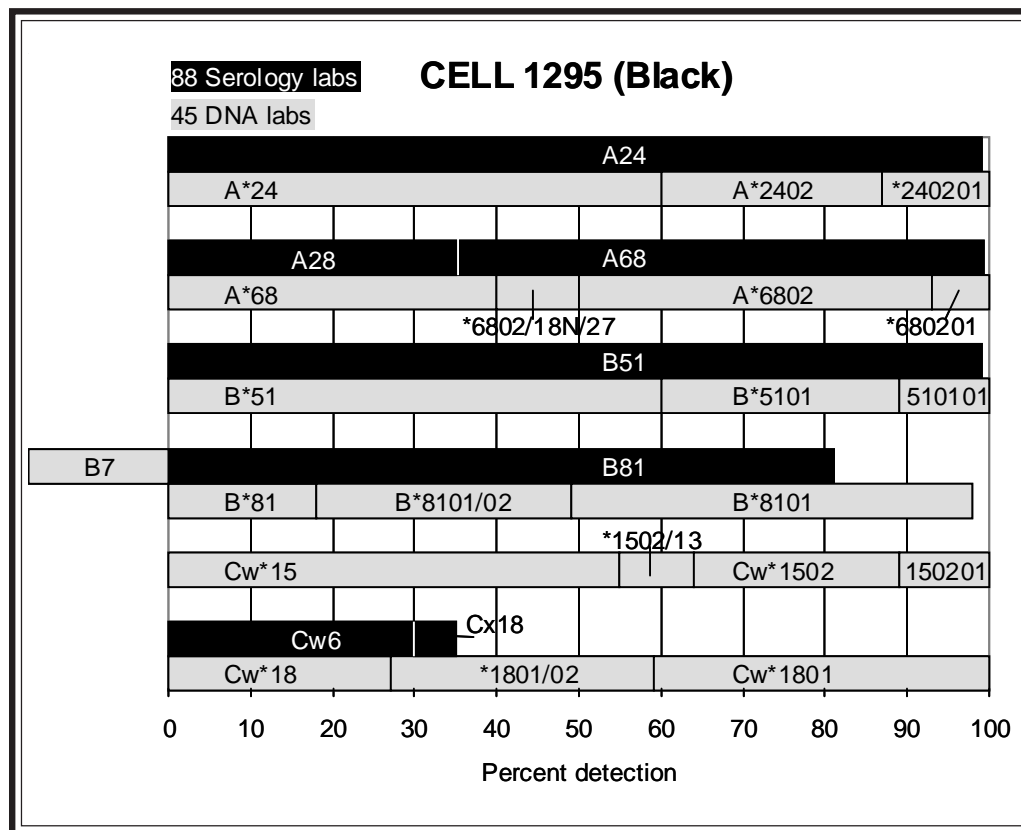 88 Serology labs CELL 1295 (Black)
45 DNA labs
A24
A*24 A*2402 *240201
A28 A68
A*68 A*6802
*6802/18N/27 *680201
B51
B*51 B*5101 510101
B7 B81
B*81 B*8101/02 B*8101
*1502/13
Cw*15 Cw*1502 150201
Cx18
Cw6
Cw*18 *1801/02 Cw*1801
0 10 20 30 40 50 60 70 80 90 100
Percent detection